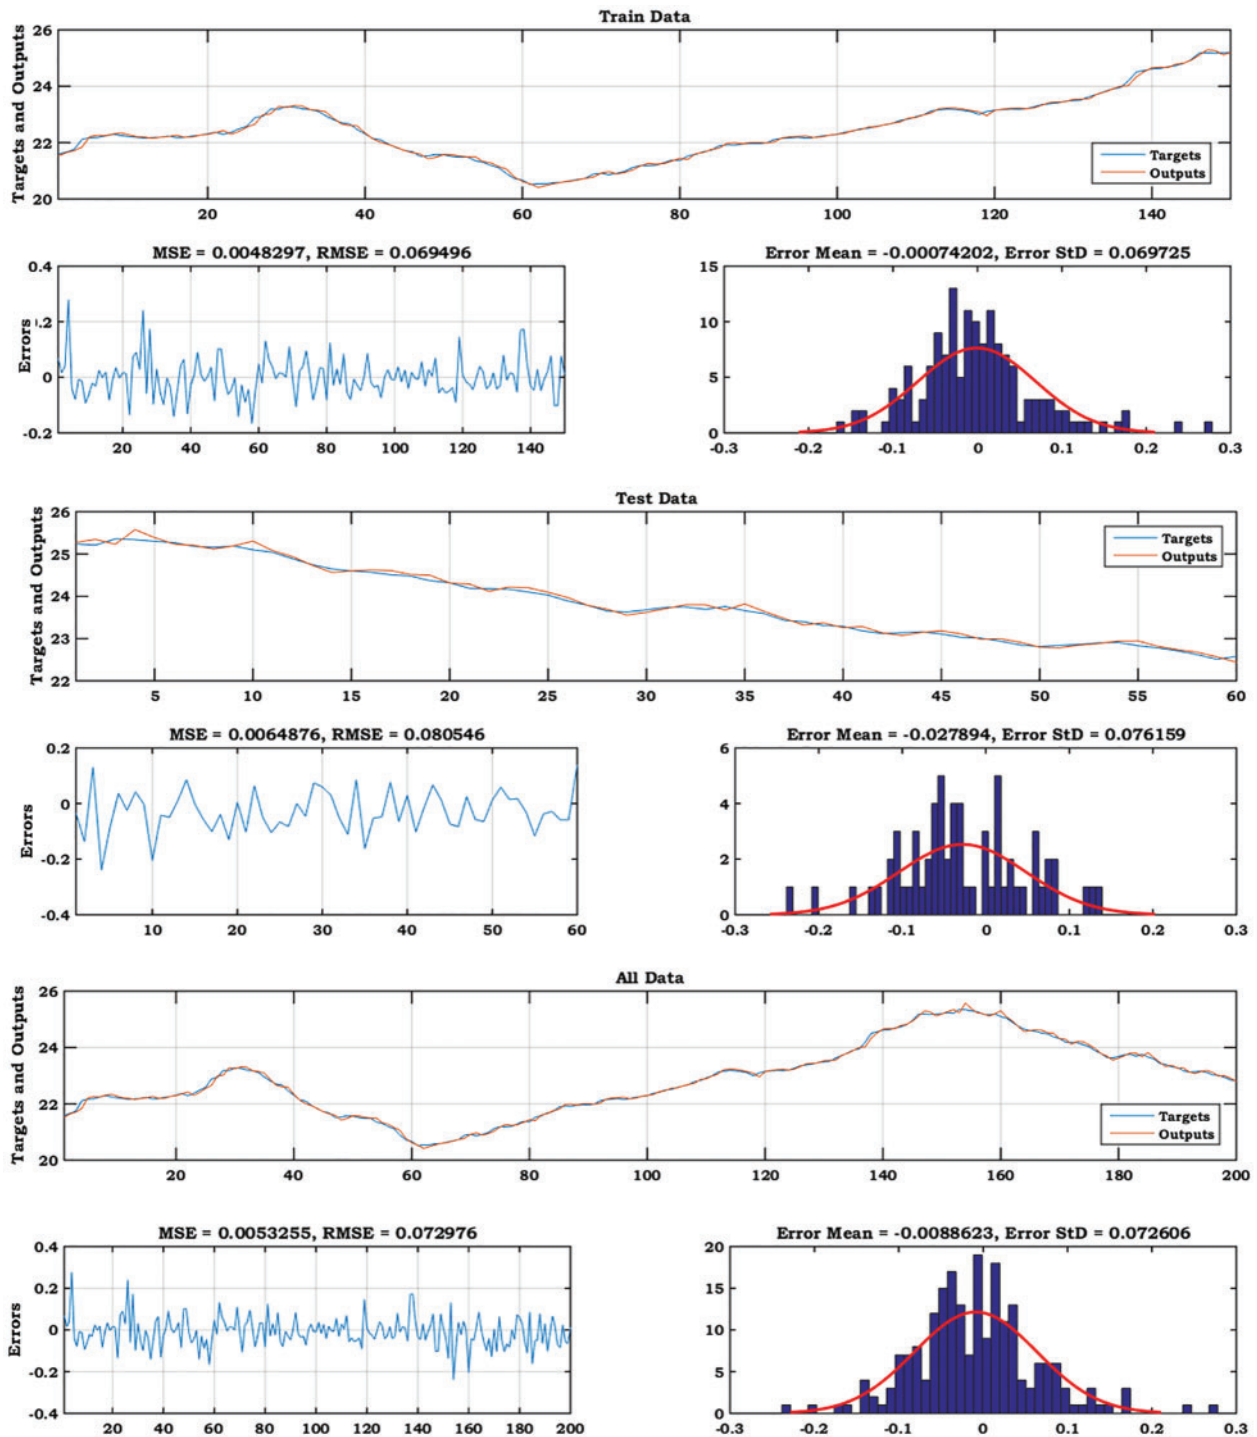 Train Data
Targets and Outputs
26
24
22
20
20 40 60 80 100 120 140
Targets
Outputs
MSE = 0.0048297, RMSE = 0.069496
Errors
0.4
.2
0
-0.2
20 40 60 80 100 120 140
Error Mean = -0.00074202, Error StD = 0.069725
15
10
5
0
-0.3 -0.2 -0.1 0 0.1 0.2 0.3
Test Data
Targets and Outputs
26
25
24
23
22
5 10 15 20 25 30 35 40 45 50 55 60
Targets
Outputs
MSE = 0.0064876, RMSE = 0.080546
Errors
0.2
0
-0.2
-0.4
10 20 30 40 50 60
Error Mean = -0.027894, Error StD = 0.076159
6
4
2
0
-0.3 -0.2 -0.1 0 0.1 0.2 0.3
All Data
Targets and Outputs
26
24
22
20
20 40 60 80 100 120 140 160 180 200
Targets
Outputs
MSE = 0.0053255, RMSE = 0.072976
Errors
0.4
0.2
0
-0.2
-0.4
20 40 60 80 100 120 140 160 180 200
Error Mean = -0.0088623, Error StD = 0.072606
20
15
10
5
0
-0.3 -0.2 -0.1 0 0.1 0.2 0.3